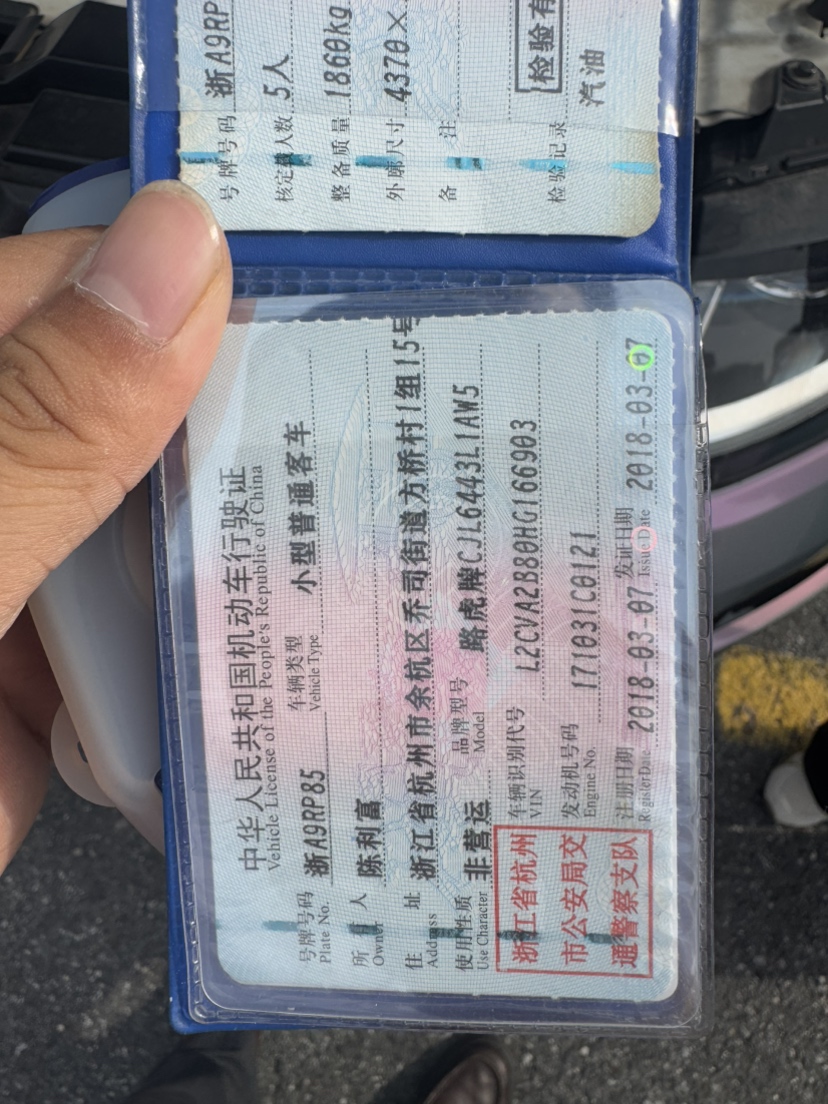 号牌号码 浙A9RP
核定载人数 5人
整备质量 1860kg
外廓尺寸 4370×
备 注
检验有
检验记录 汽油
中华人民共和国机动车行驶证
Vehicle License of the People's Republic of China
号牌号码 浙A9RP85 车辆类型 小型普通客车
Plate No. Vehicle Type
所 人 陈利富
Owner
住 址 浙江省杭州市余杭区乔司街道方桥村1组15号
Address
使用性质 非营运 品牌型号 路虎牌CJL6443L1AW5
Use Character Model
浙江省杭州
市公安局交
通警察支队
车辆识别代号 L2CVA2B80HG166903
VIN
发动机号码 171031C0121
Engine No.
注册日期 2018-03-07 发证日期 2018-03-07
Register Date Issue Date